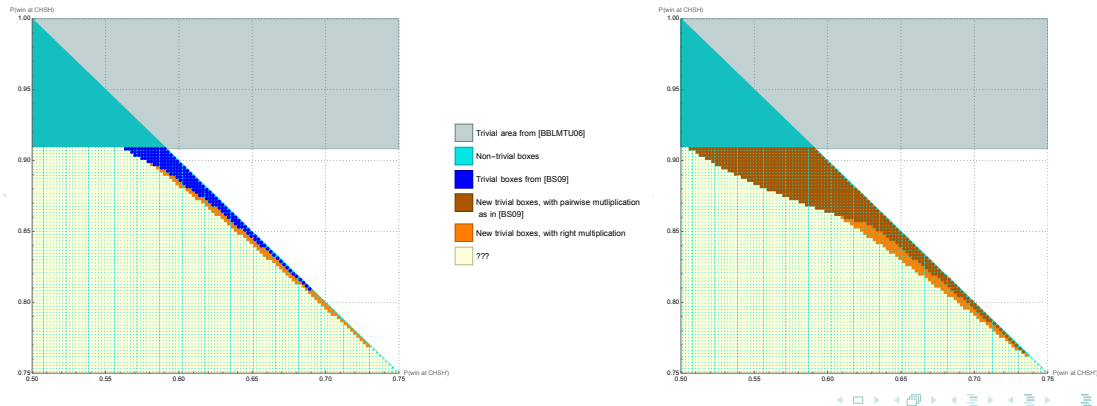 P(win at CHSH)
1.00
0.95
0.90
0.85
0.80
0.75
0.50
0.55
0.60
0.65
0.70
0.75
P(win at CHSH')
Trivial area from [BBLMTU06]
Non-trivial boxes
Trivial boxes from [BS09]
New trivial boxes, with pairwise mutliplication
as in [BS09]
New trivial boxes, with right multiplication
???
P(win at CHSH)
1.00
0.95
0.90
0.85
0.80
0.75
0.50
0.55
0.60
0.65
0.70
0.75
P(win at CHSH')